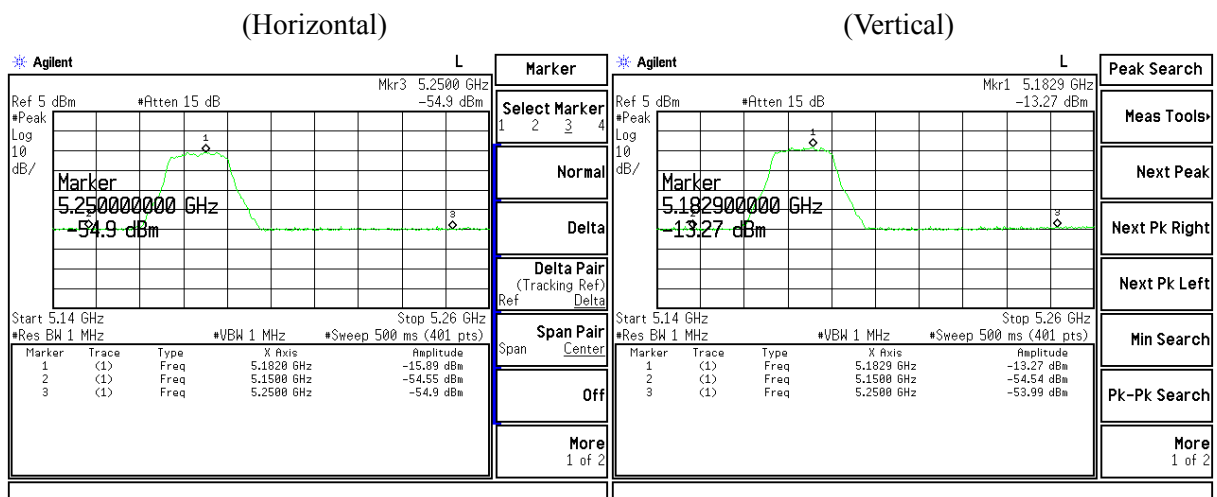 (Horizontal)
Agilent L
Mkr3 5.2500 GHz
Ref 5 dBm #Atten 15 dB -54.9 dBm
#Peak
Log
10
dB/
1
Marker
5.250000000 GHz
2 3
-54.9 dBm
Start 5.14 GHz Stop 5.26 GHz
#Res BW 1 MHz #VBW 1 MHz #Sweep 500 ms (401 pts)
Marker Trace Type X Axis Amplitude
1 (1) Freq 5.1820 GHz -15.89 dBm
2 (1) Freq 5.1500 GHz -54.55 dBm
3 (1) Freq 5.2500 GHz -54.9 dBm
Marker
Select Marker
1 2 3 4
Normal
Delta
Delta Pair
(Tracking Ref)
Ref Delta
Span Pair
Span Center
Off
More
1 of 2
(Vertical)
Agilent L
Mkr1 5.1829 GHz
Ref 5 dBm #Atten 15 dB -13.27 dBm
#Peak
Log
10
dB/
1
Marker
5.182900000 GHz
2 3
-13.27 dBm
Start 5.14 GHz Stop 5.26 GHz
#Res BW 1 MHz #VBW 1 MHz #Sweep 500 ms (401 pts)
Marker Trace Type X Axis Amplitude
1 (1) Freq 5.1829 GHz -13.27 dBm
2 (1) Freq 5.1500 GHz -54.54 dBm
3 (1) Freq 5.2500 GHz -53.99 dBm
Peak Search
Meas Tools▸
Next Peak
Next Pk Right
Next Pk Left
Min Search
Pk-Pk Search
More
1 of 2